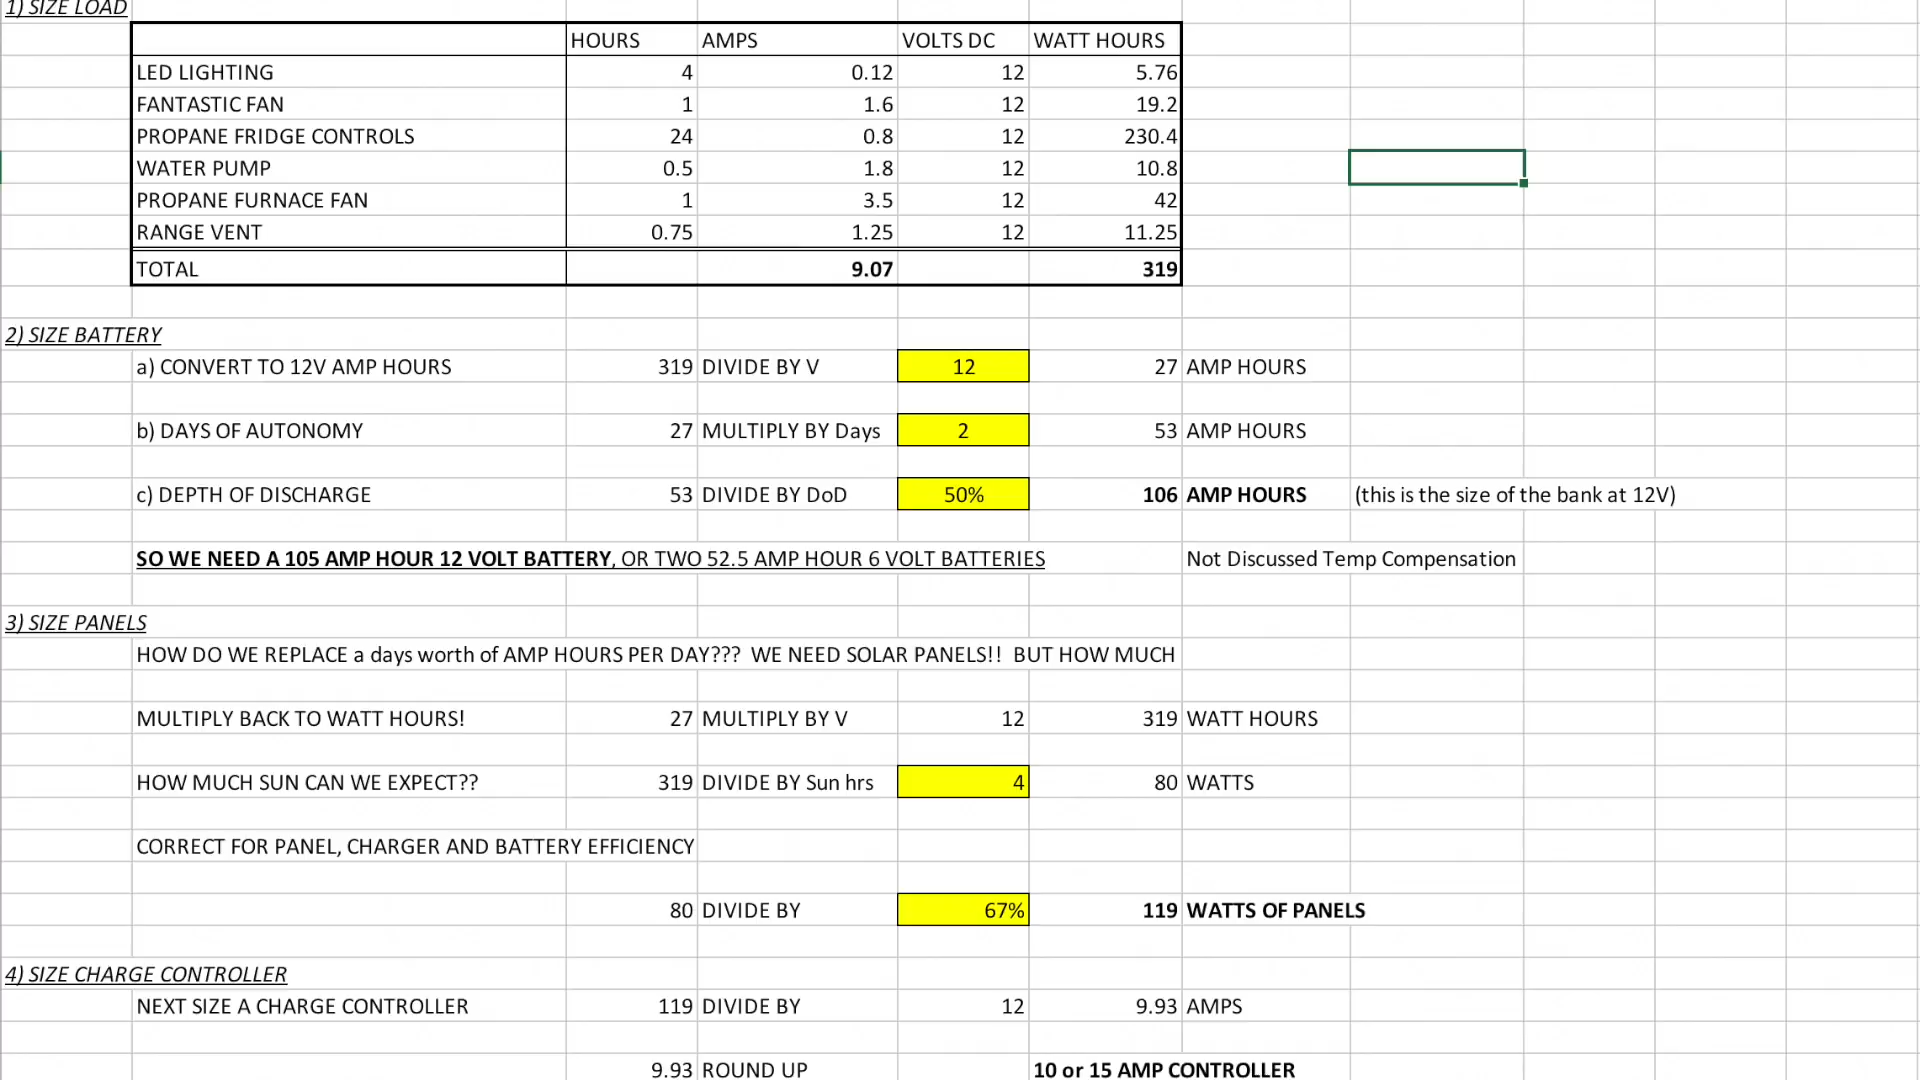 1) SIZE LOAD
HOURS AMPS VOLTS DC WATT HOURS
LED LIGHTING 4 0.12 12 5.76
FANTASTIC FAN 1 1.6 12 19.2
PROPANE FRIDGE CONTROLS 24 0.8 12 230.4
WATER PUMP 0.5 1.8 12 10.8
PROPANE FURNACE FAN 1 3.5 12 42
RANGE VENT 0.75 1.25 12 11.25
TOTAL 9.07 319
2) SIZE BATTERY
a) CONVERT TO 12V AMP HOURS 319 DIVIDE BY V 12 27 AMP HOURS
b) DAYS OF AUTONOMY 27 MULTIPLY BY Days 2 53 AMP HOURS
c) DEPTH OF DISCHARGE 53 DIVIDE BY DoD 50% 106 AMP HOURS (this is the size of the bank at 12V)
SO WE NEED A 105 AMP HOUR 12 VOLT BATTERY, OR TWO 52.5 AMP HOUR 6 VOLT BATTERIES Not Discussed Temp Compensation
3) SIZE PANELS
HOW DO WE REPLACE a days worth of AMP HOURS PER DAY??? WE NEED SOLAR PANELS!! BUT HOW MUCH
MULTIPLY BACK TO WATT HOURS! 27 MULTIPLY BY V 12 319 WATT HOURS
HOW MUCH SUN CAN WE EXPECT?? 319 DIVIDE BY Sun hrs 4 80 WATTS
CORRECT FOR PANEL, CHARGER AND BATTERY EFFICIENCY
80 DIVIDE BY 67% 119 WATTS OF PANELS
4) SIZE CHARGE CONTROLLER
NEXT SIZE A CHARGE CONTROLLER 119 DIVIDE BY 12 9.93 AMPS
9.93 ROUND UP 10 or 15 AMP CONTROLLER